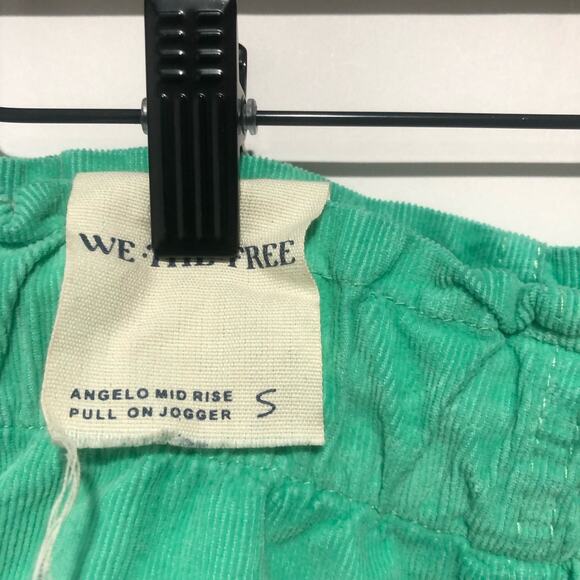 WE·THE·FREE
ANGELO MID RISE
PULL ON JOGGER S